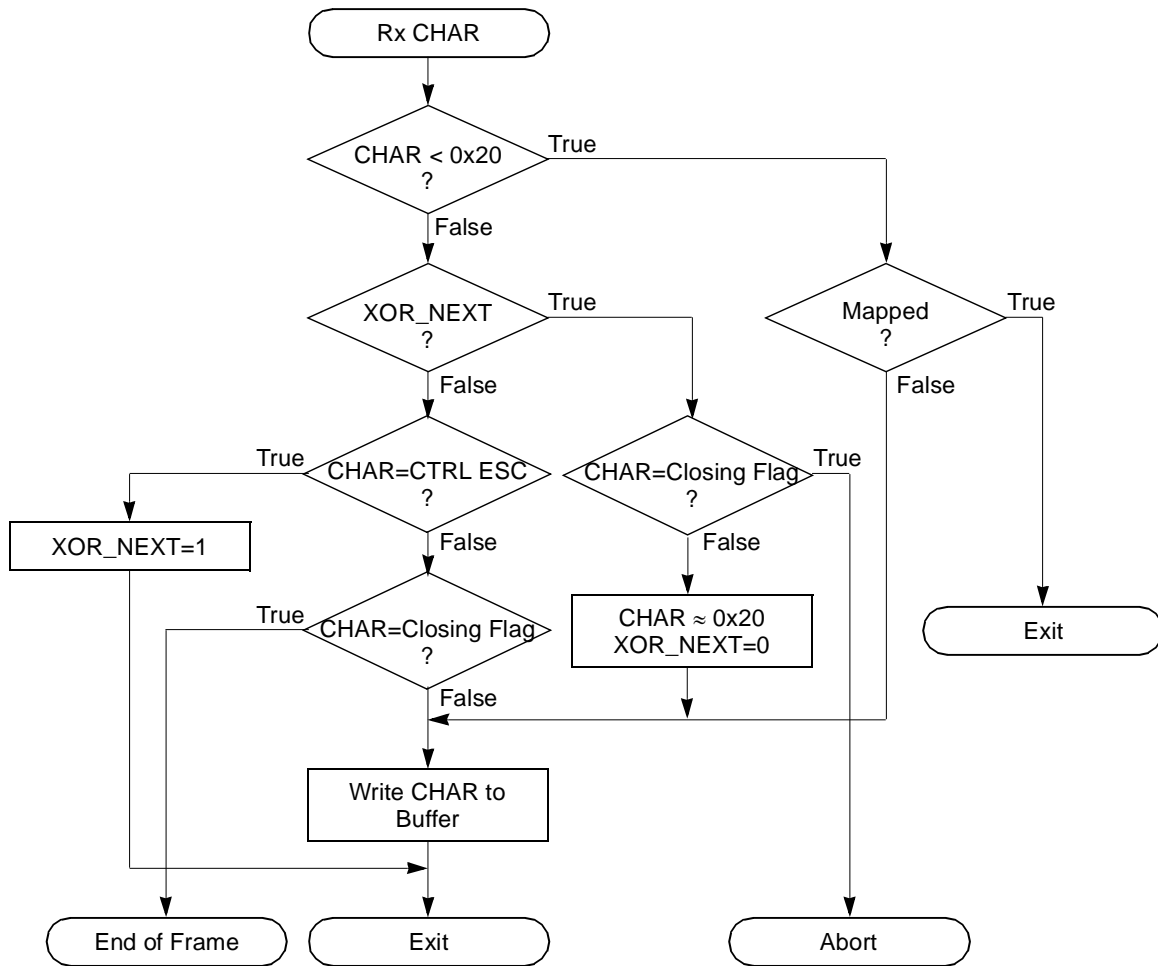 Rx CHAR
CHAR < 0x20
?
True
False
XOR_NEXT
?
True
False
Mapped
?
True
False
CHAR=CTRL ESC
?
True
False
CHAR=Closing Flag
?
True
False
XOR_NEXT=1
CHAR=Closing Flag
?
True
False
CHAR ≈ 0x20
XOR_NEXT=0
Exit
Write CHAR to
Buffer
End of Frame
Exit
Abort